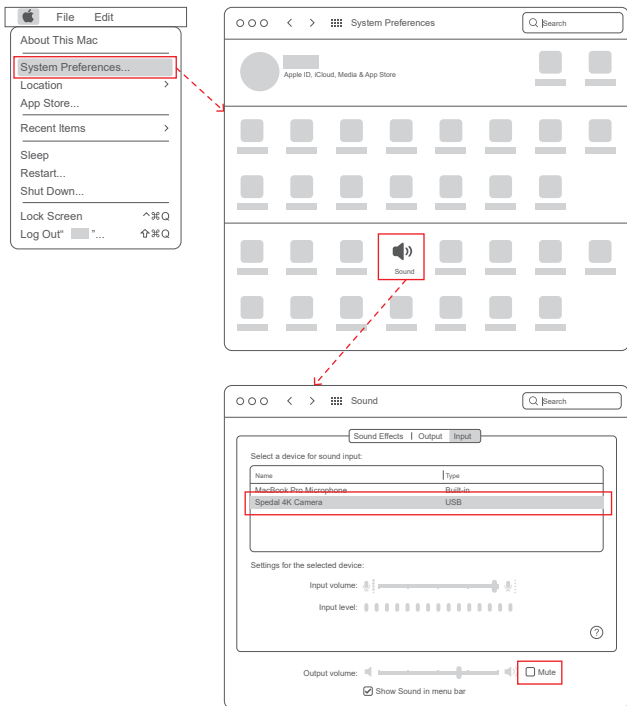 File Edit
About This Mac
System Preferences...
Location >
App Store...
Recent Items >
Sleep
Restart...
Shut Down...
Lock Screen ^⌘Q
Log Out“ ”... ⇧⌘Q
< > System Preferences Search
Apple ID, iCloud, Media & App Store
Sound
< > Sound Search
Sound Effects Output Input
Select a device for sound input:
Name Type
MacBook Pro Microphone Built-in
Spedal 4K Camera USB
Settings for the selected device:
Input volume:
Input level:
?
Output volume: Mute
Show Sound in menu bar